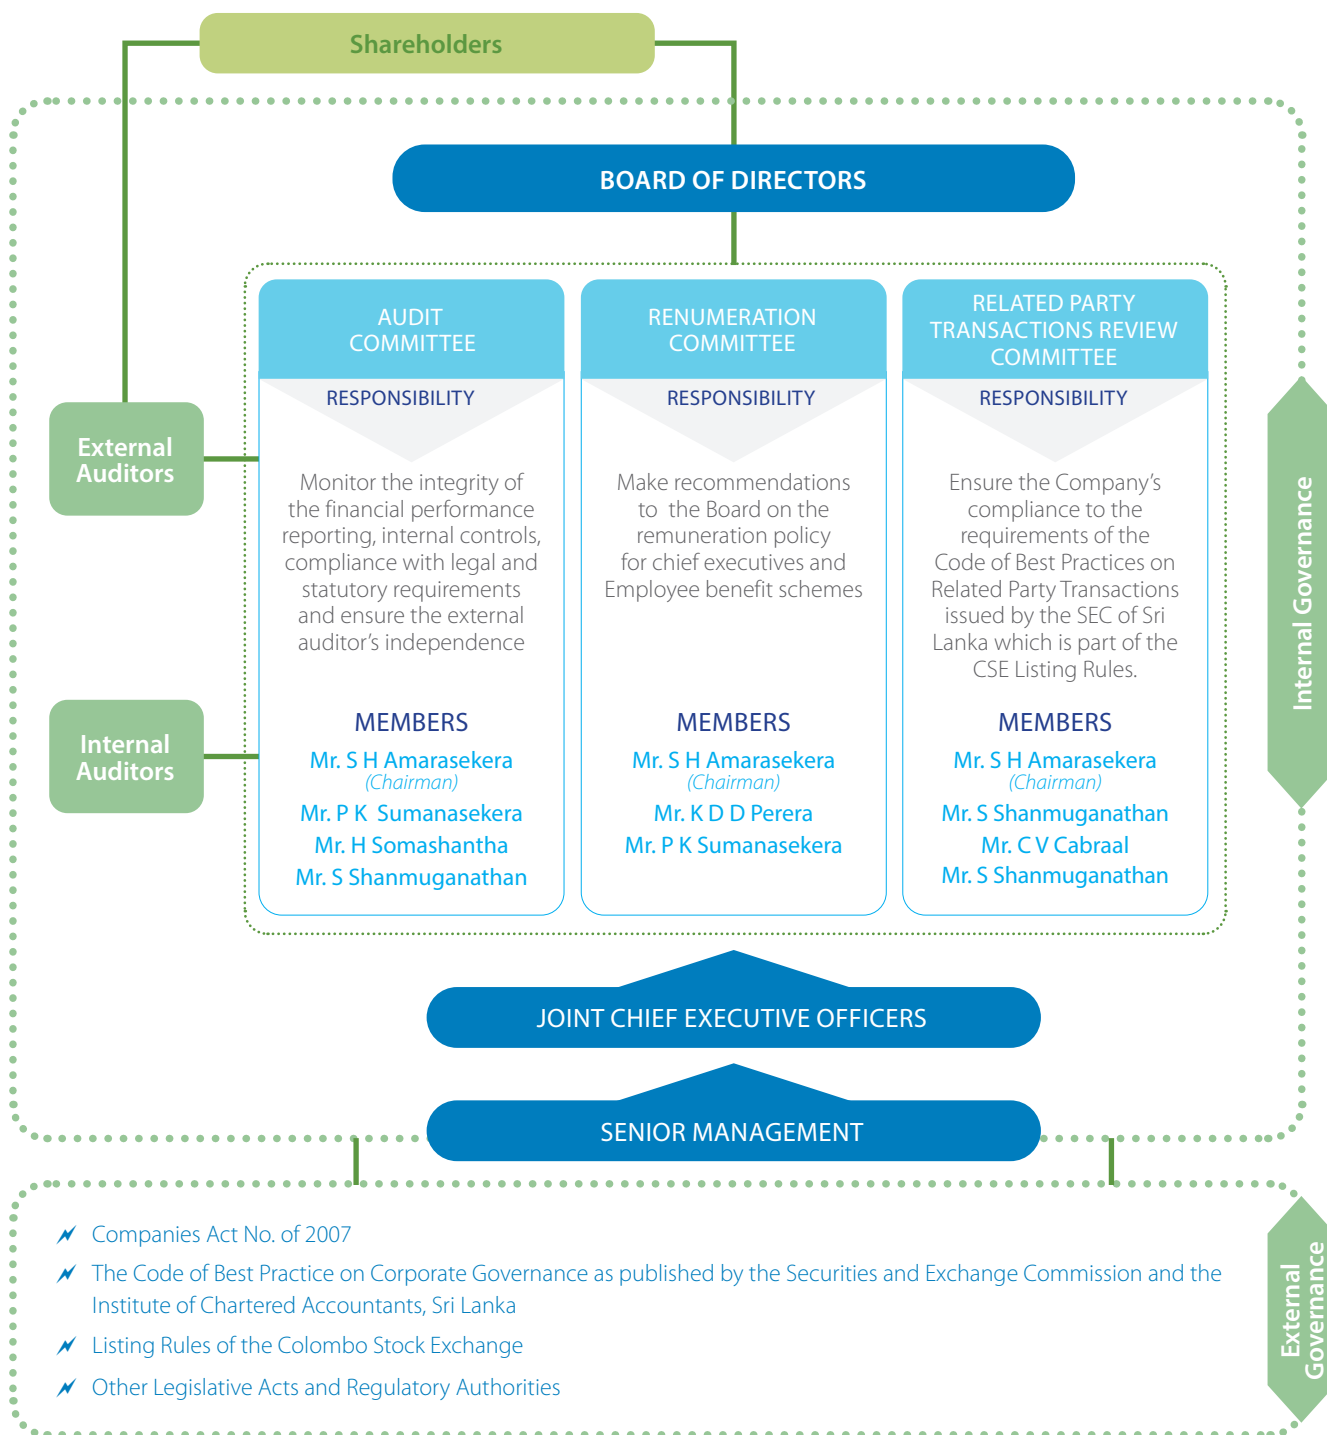 Shareholders
BOARD OF DIRECTORS
AUDIT
COMMITTEE
RESPONSIBILITY
Monitor the integrity of
the financial performance
reporting, internal controls,
compliance with legal and
statutory requirements
and ensure the external
auditor's independence
MEMBERS
Mr. S H Amarasekera
(Chairman)
Mr. P K Sumanasekera
Mr. H Somashantha
Mr. S Shanmuganathan
RENUMERATION
COMMITTEE
RESPONSIBILITY
Make recommendations
to the Board on the
remuneration policy
for chief executives and
Employee benefit schemes
MEMBERS
Mr. S H Amarasekera
(Chairman)
Mr. K D D Perera
Mr. P K Sumanasekera
RELATED PARTY
TRANSACTIONS REVIEW
COMMITTEE
RESPONSIBILITY
Ensure the Company's
compliance to the
requirements of the
Code of Best Practices on
Related Party Transactions
issued by the SEC of Sri
Lanka which is part of the
CSE Listing Rules.
MEMBERS
Mr. S H Amarasekera
(Chairman)
Mr. S Shanmuganathan
Mr. C V Cabraal
Mr. S Shanmuganathan
External
Auditors
Internal
Auditors
Internal Governance
JOINT CHIEF EXECUTIVE OFFICERS
SENIOR MANAGEMENT
Companies Act No. of 2007
The Code of Best Practice on Corporate Governance as published by the Securities and Exchange Commission and the
Institute of Chartered Accountants, Sri Lanka
Listing Rules of the Colombo Stock Exchange
Other Legislative Acts and Regulatory Authorities
External
Governance